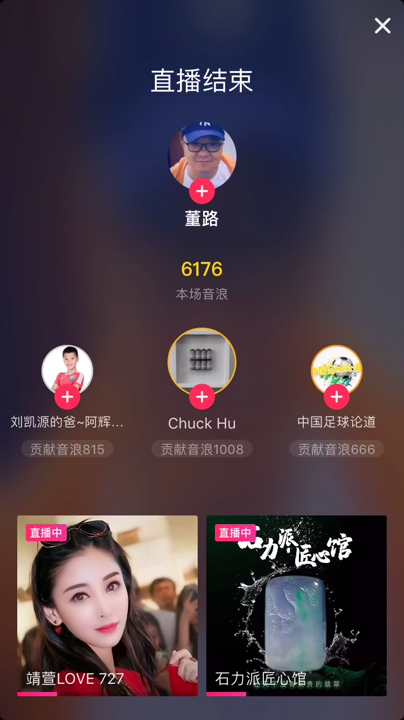 直播结束
董路
6176
本场音浪
刘凯源的爸~阿辉...
Chuck Hu
中国足球论道
贡献音浪815
贡献音浪1008
贡献音浪666
直播中
直播中
石力派匠心馆
靖萱LOVE 727
石力派匠心馆